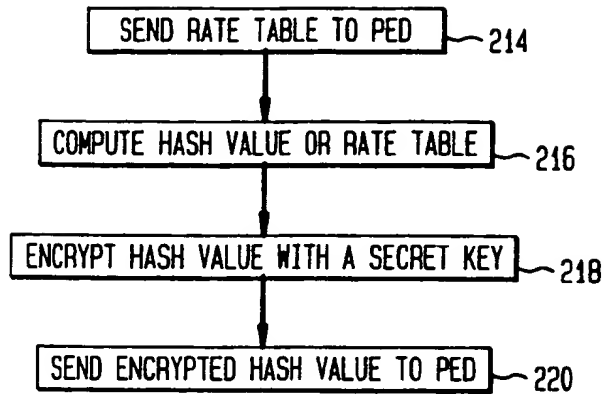 SEND RATE TABLE TO PED
214
COMPUTE HASH VALUE OR RATE TABLE
216
ENCRYPT HASH VALUE WITH A SECRET KEY
218
SEND ENCRYPTED HASH VALUE TO PED
220